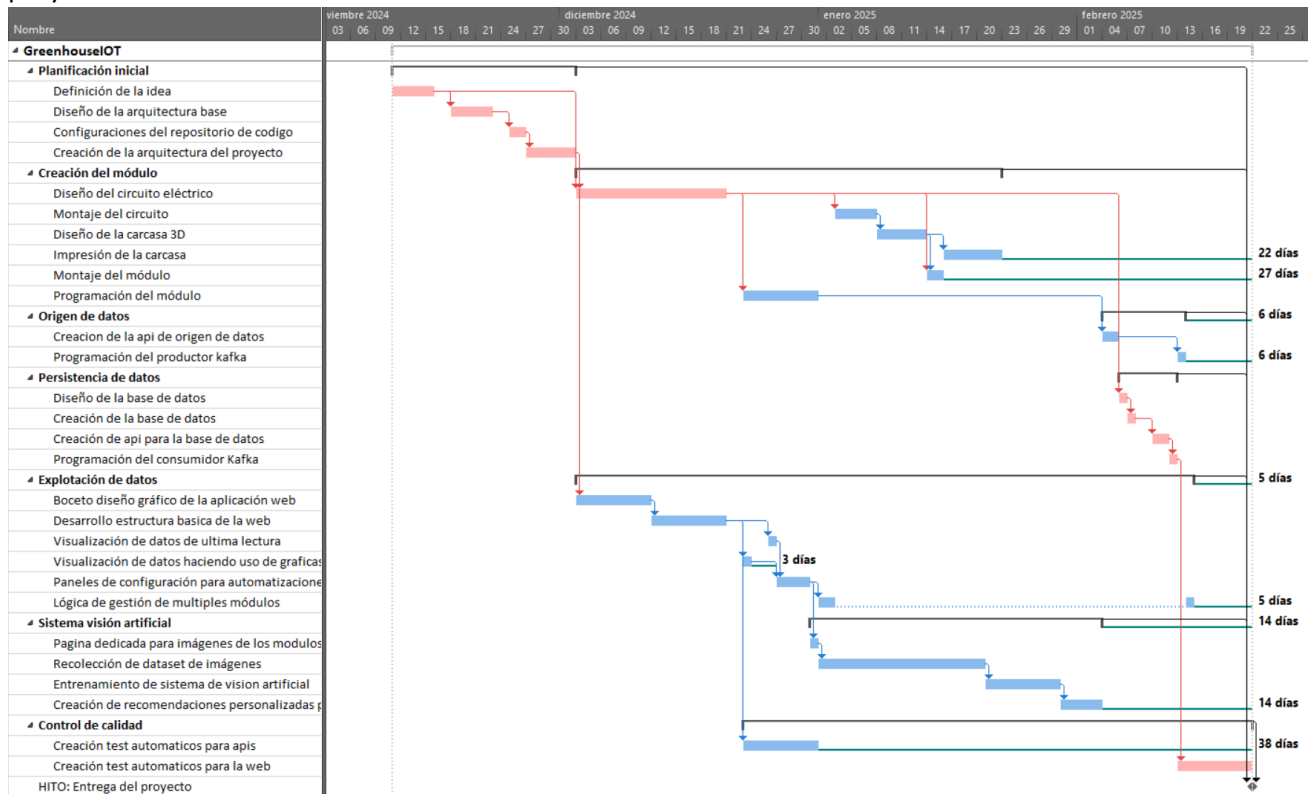 viembre 2024 diciembre 2024 enero 2025 febrero 2025
Nombre 03 06 09 12 15 18 21 24 27 30 03 06 09 12 15 18 21 24 27 30 02 05 08 11 14 17 20 23 26 29 01 04 07 10 13 16 19 22 25
GreenhouseIOT
Planificación inicial
Definición de la idea
Diseño de la arquitectura base
Configuraciones del repositorio de codigo
Creación de la arquitectura del proyecto
Creación del módulo
Diseño del circuito eléctrico
Montaje del circuito
Diseño de la carcasa 3D
Impresión de la carcasa 22 días
Montaje del módulo 27 días
Programación del módulo
Origen de datos 6 días
Creacion de la api de origen de datos
Programación del productor kafka 6 días
Persistencia de datos
Diseño de la base de datos
Creación de la base de datos
Creación de api para la base de datos
Programación del consumidor Kafka
Explotación de datos 5 días
Boceto diseño gráfico de la aplicación web
Desarrollo estructura basica de la web
Visualización de datos de ultima lectura
Visualización de datos haciendo uso de graficas 3 días
Paneles de configuración para automatizacione
Lógica de gestión de multiples módulos 5 días
Sistema visión artificial 14 días
Pagina dedicada para imágenes de los modulos
Recolección de dataset de imágenes
Entrenamiento de sistema de vision artificial
Creación de recomendaciones personalizadas p 14 días
Control de calidad
Creación test automaticos para apis 38 días
Creación test automaticos para la web
HITO: Entrega del proyecto